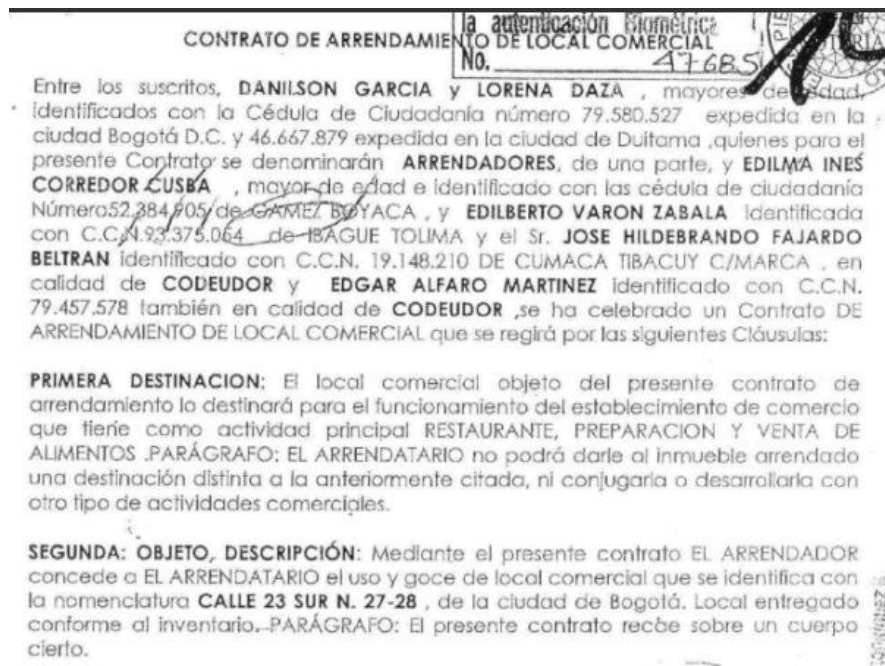 la autenticación Biométrica
CONTRATO DE ARRENDAMIENTO DE LOCAL COMERCIAL
No. 47685
Entre los suscritos, DANILSON GARCIA y LORENA DAZA , mayores de edad,
identificados con la Cédula de Ciudadanía número 79.580.527 expedida en la
ciudad Bogotá D.C. y 46.667.879 expedida en la ciudad de Duitama ,quienes para el
presente Contrato se denominarán ARRENDADORES, de una parte, y EDILMA INES
CORREDOR CUSBA , mayor de edad e identificado con las cédula de ciudadanía
Número52.384.905 de GAMEZ BOYACA , y EDILBERTO VARON ZABALA identificada
con C.C.N.93.375.064 de IBAGUE TOLIMA y el Sr. JOSE HILDEBRANDO FAJARDO
BELTRAN identificado con C.C.N. 19.148.210 DE CUMACA TIBACUY C/MARCA , en
calidad de CODEUDOR y EDGAR ALFARO MARTINEZ identificado con C.C.N.
79.457.578 también en calidad de CODEUDOR ,se ha celebrado un Contrato DE
ARRENDAMIENTO DE LOCAL COMERCIAL que se regirá por las siguientes Cláusulas:
PRIMERA DESTINACION: El local comercial objeto del presente contrato de
arrendamiento lo destinará para el funcionamiento del establecimiento de comercio
que tiene como actividad principal RESTAURANTE, PREPARACION Y VENTA DE
ALIMENTOS .PARÁGRAFO: EL ARRENDATARIO no podrá darle al inmueble arrendado
una destinación distinta a la anteriormente citada, ni conjugarla o desarrollarla con
otro tipo de actividades comerciales.
SEGUNDA: OBJETO, DESCRIPCIÓN: Mediante el presente contrato EL ARRENDADOR
concede a EL ARRENDATARIO el uso y goce de local comercial que se identifica con
la nomenclatura CALLE 23 SUR N. 27-28 , de la ciudad de Bogotá. Local entregado
conforme al inventario. PARÁGRAFO: El presente contrato recae sobre un cuerpo
cierto.